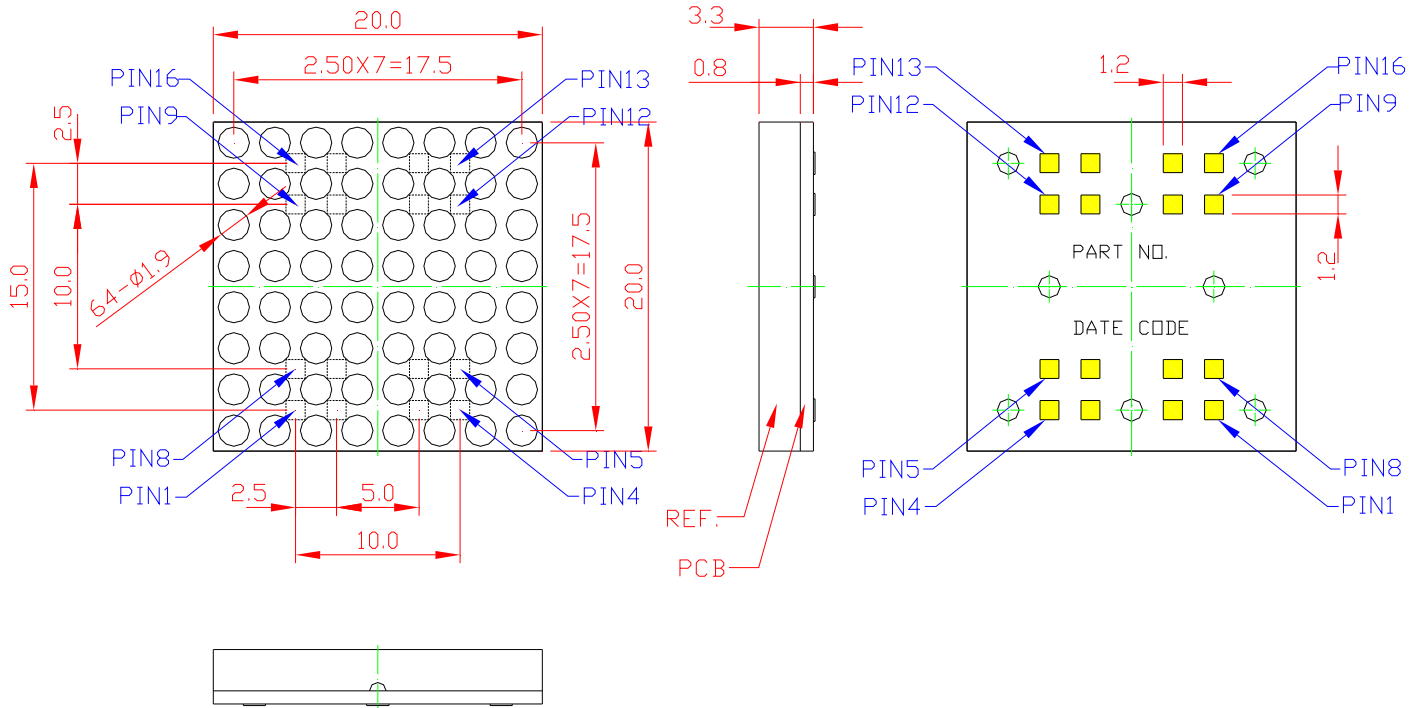 20.0
3.3
2.50X7=17.5
0.8
1.2
PIN16
PIN13
PIN13
PIN16
PIN9
PIN12
PIN12
PIN9
2.5
15.0
10.0
64-Ø1.9
2.50X7=17.5
20.0
1.2
PART NO.
DATE CODE
PIN8
PIN5
PIN5
PIN8
PIN1
2.5
5.0
PIN4
PIN4
PIN1
10.0
REF.
PCB